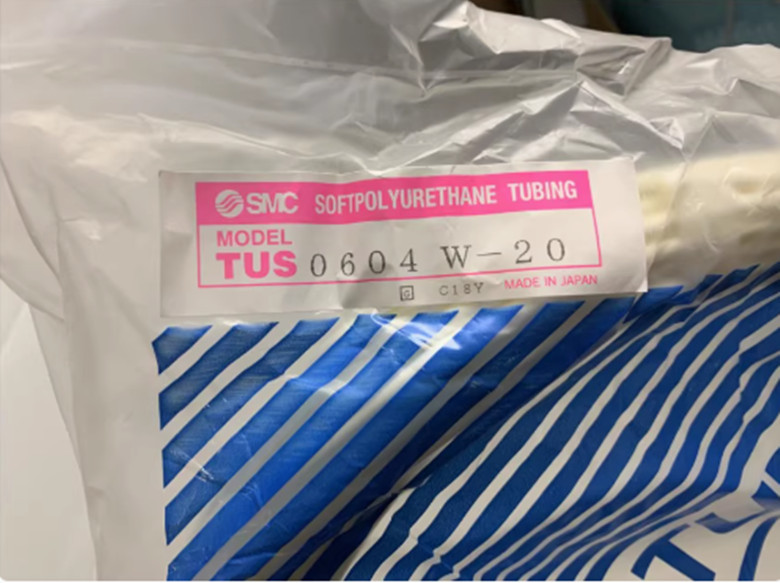 SMC SOFTPOLYURETHANE TUBING
MODEL
TUS 0604 W-20
G C18Y MADE IN JAPAN